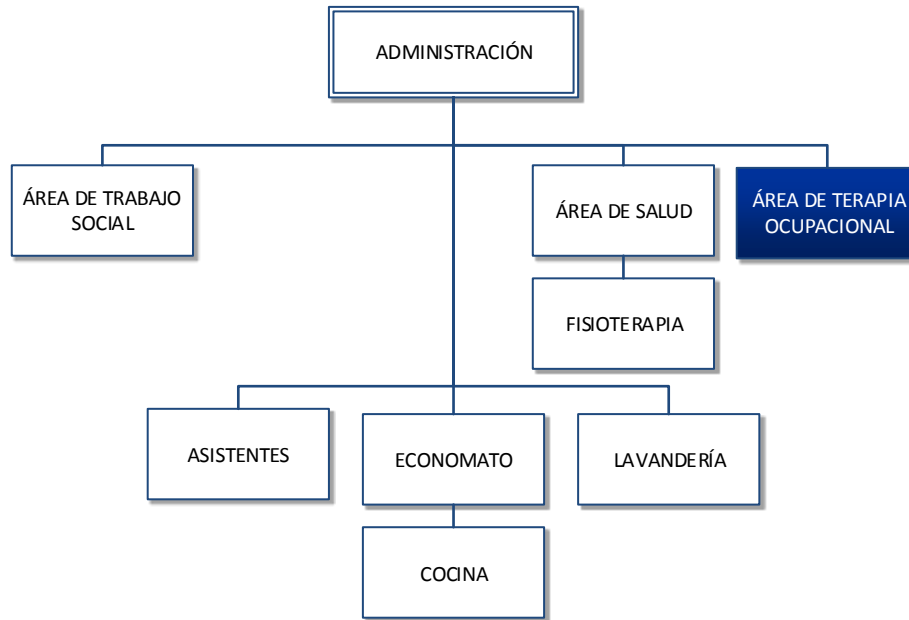 ADMINISTRACIÓN
ÁREA DE TRABAJO
SOCIAL
ÁREA DE SALUD
ÁREA DE TERAPIA
OCUPACIONAL
FISIOTERAPIA
ASISTENTES
ECONOMATO
LAVANDERÍA
COCINA